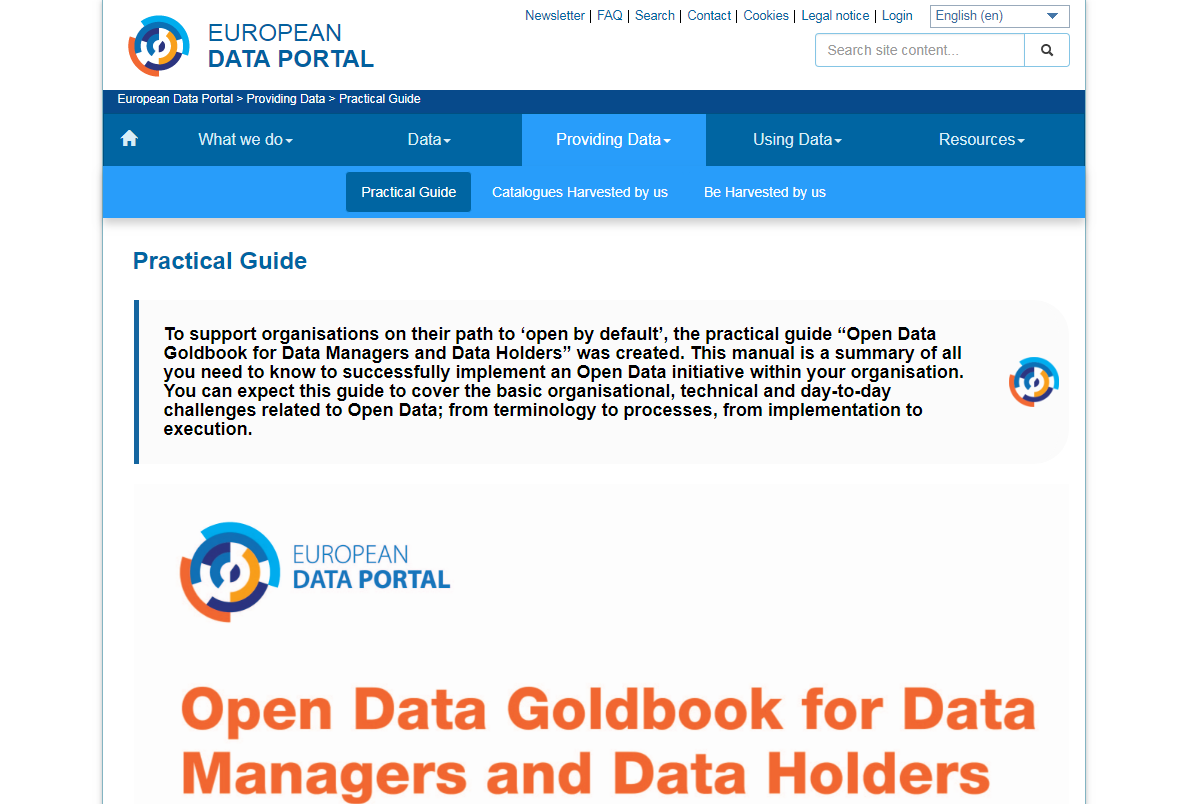 Newsletter | FAQ | Search | Contact | Cookies | Legal notice | Login
English (en)
EUROPEAN
DATA PORTAL
Search site content...
European Data Portal > Providing Data > Practical Guide
What we do
Data
Providing Data
Using Data
Resources
Practical Guide
Catalogues Harvested by us
Be Harvested by us
Practical Guide
To support organisations on their path to ‘open by default’, the practical guide “Open Data
Goldbook for Data Managers and Data Holders” was created. This manual is a summary of all
you need to know to successfully implement an Open Data initiative within your organisation.
You can expect this guide to cover the basic organisational, technical and day-to-day
challenges related to Open Data; from terminology to processes, from implementation to
execution.
EUROPEAN
DATA PORTAL
Open Data Goldbook for Data
Managers and Data Holders